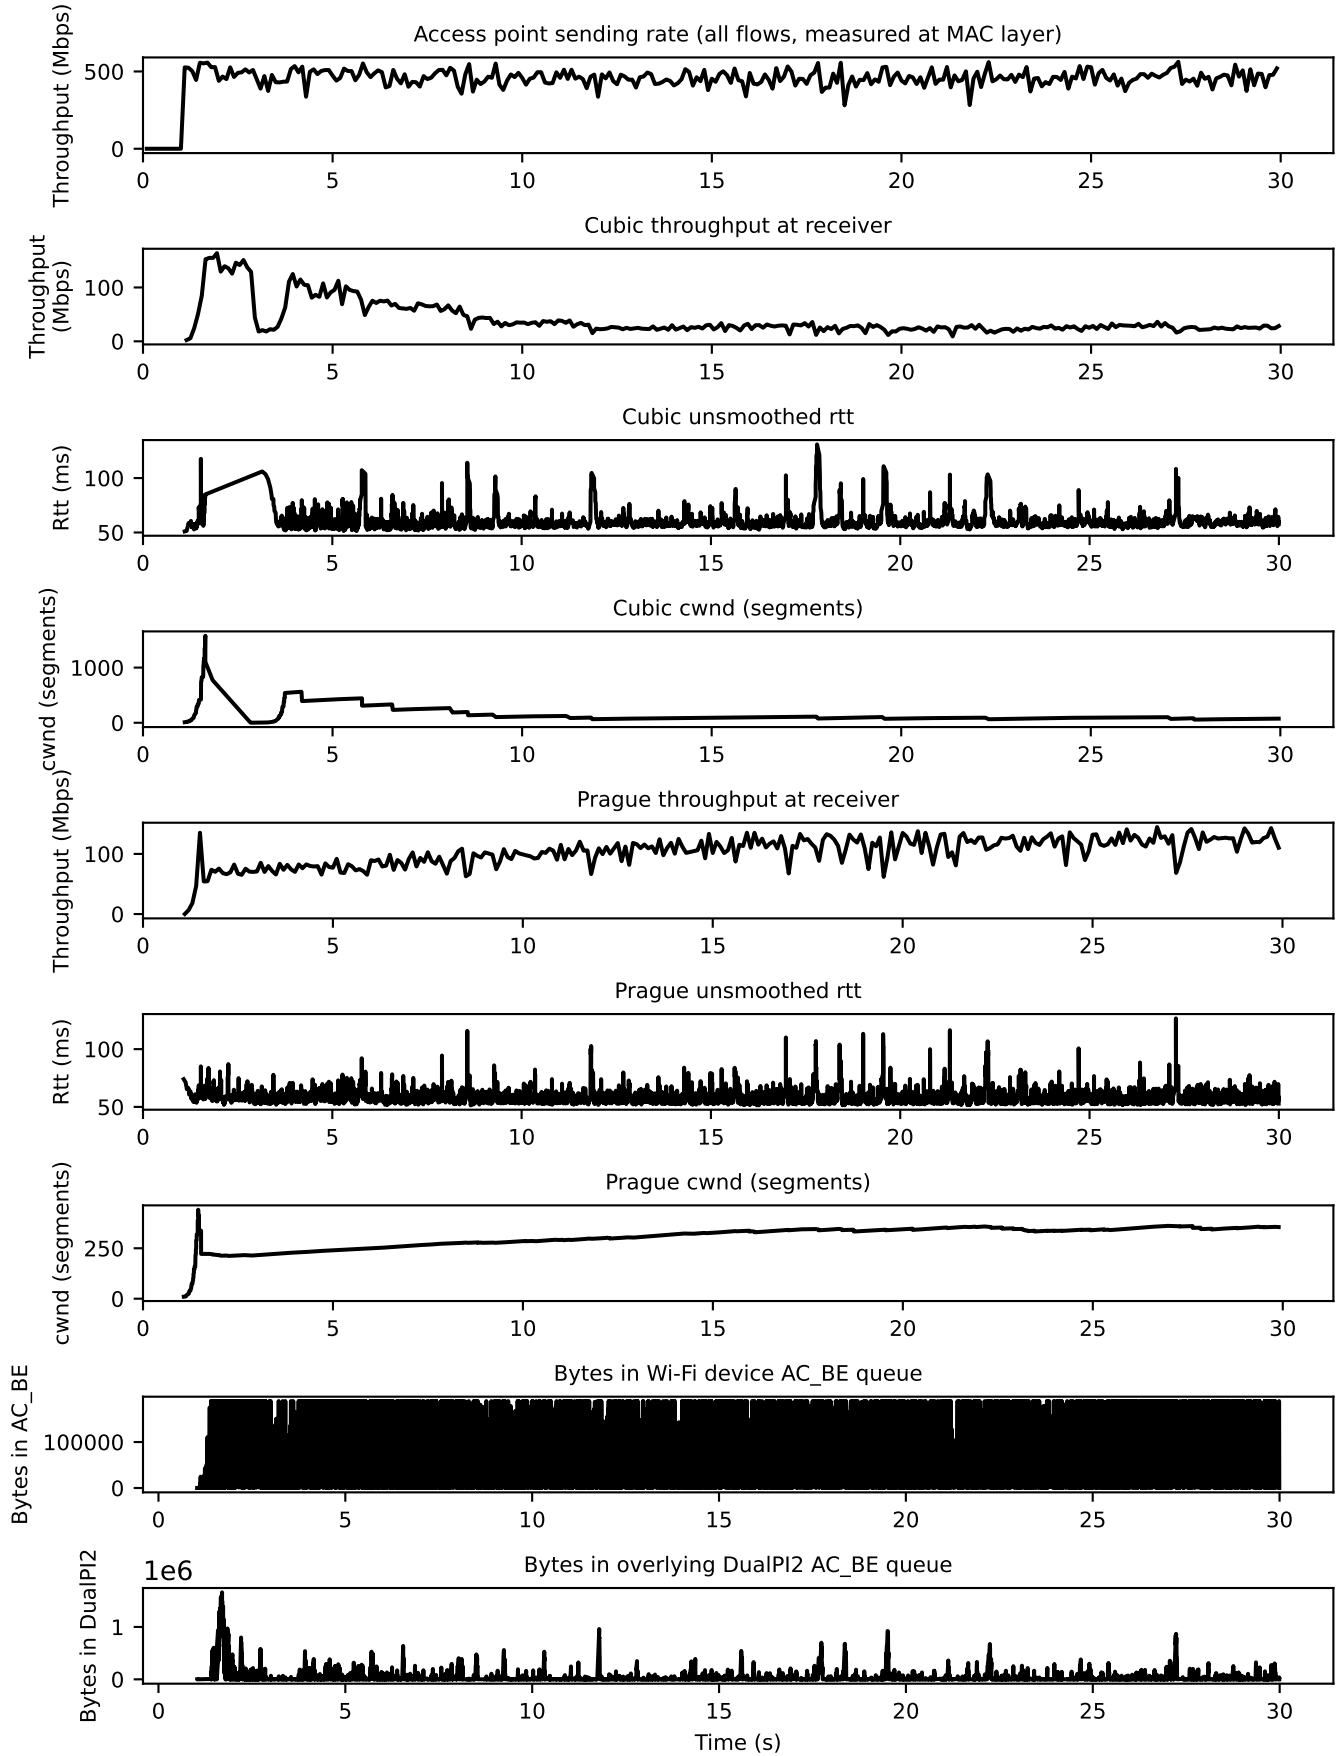 Access point sending rate (all flows, measured at MAC layer)
Throughput (Mbps)
500
0
0 5 10 15 20 25 30
Cubic throughput at receiver
Throughput
(Mbps)
100
0
0 5 10 15 20 25 30
Cubic unsmoothed rtt
Rtt (ms)
100
50
0 5 10 15 20 25 30
Cubic cwnd (segments)
cwnd (segments)
1000
0
0 5 10 15 20 25 30
Prague throughput at receiver
Throughput (Mbps)
100
0
0 5 10 15 20 25 30
Prague unsmoothed rtt
Rtt (ms)
100
50
0 5 10 15 20 25 30
Prague cwnd (segments)
cwnd (segments)
250
0
0 5 10 15 20 25 30
Bytes in Wi-Fi device AC_BE queue
Bytes in AC_BE
100000
0
0 5 10 15 20 25 30
Bytes in overlying DualPI2 AC_BE queue
1e6
Bytes in DualPI2
1
0
0 5 10 15 20 25 30
Time (s)